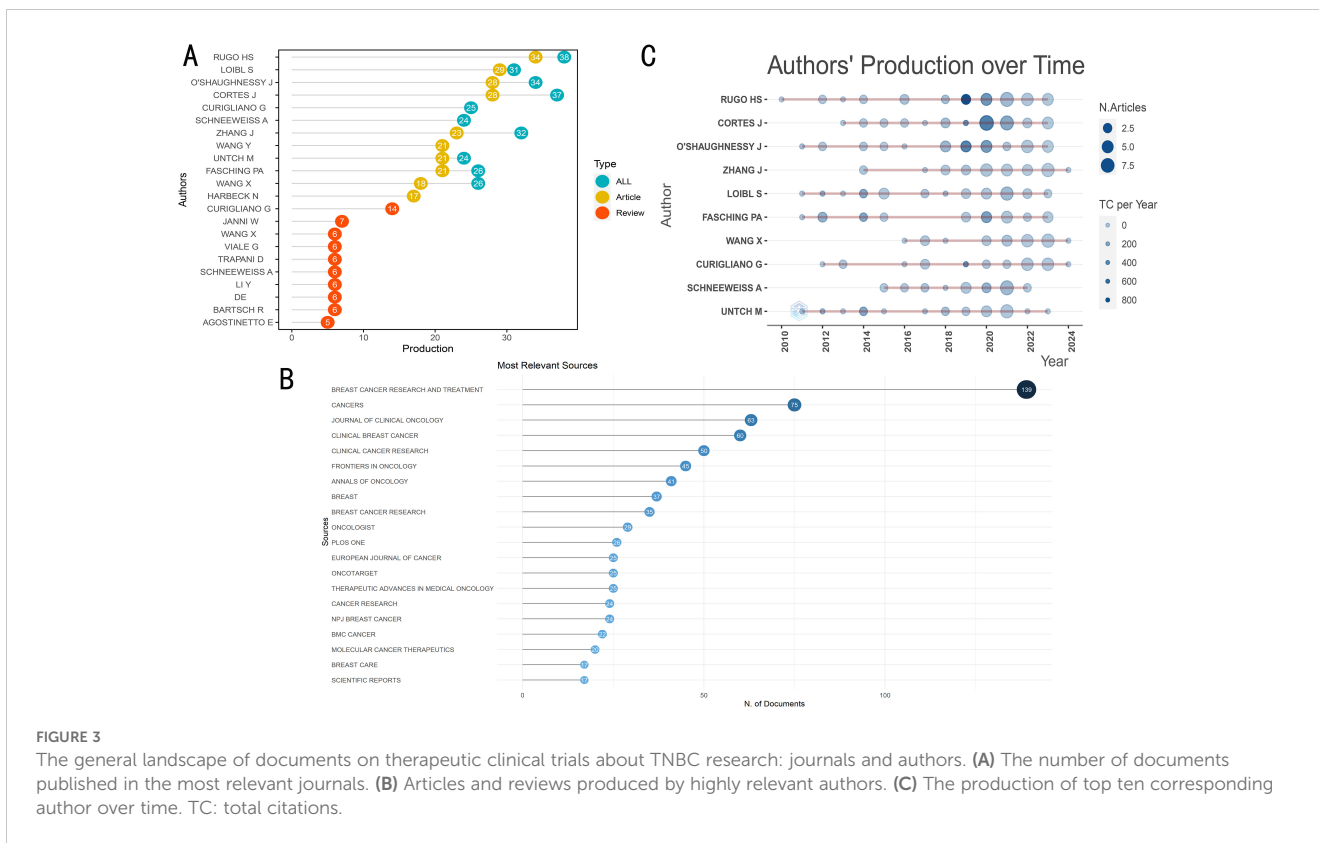 A
RUGO HS
LOIBL S
O'SHAUGHNESSY J
CORTES J
CURIGLIANO G
SCHNEEWEISS A
ZHANG J
WANG Y
UNTCH M
FASCHING PA
WANG X
HARBECK N
CURIGLIANO G
JANNI W
WANG X
VIALE G
TRAPANI D
SCHNEEWEISS A
LI Y
DE
BARTSCH R
AGOSTINETTO E
Authors
34 38
29 31
28 34
28 37
25
24
23 32
21
21 24
21 26
18 26
17
14
7
6
6
6
6
6
6
6
5
0 10 20 30
Production
Type
ALL
Article
Review
C
Authors' Production over Time
RUGO HS
CORTES J
O'SHAUGHNESSY J
ZHANG J
LOIBL S
FASCHING PA
WANG X
CURIGLIANO G
SCHNEEWEISS A
UNTCH M
Author
2010 2012 2014 2016 2018 2020 2022 2024
Year
N.Articles
2.5
5.0
7.5
TC per Year
0
200
400
600
800
B
Most Relevant Sources
BREAST CANCER RESEARCH AND TREATMENT 139
CANCERS 75
JOURNAL OF CLINICAL ONCOLOGY 63
CLINICAL BREAST CANCER 60
CLINICAL CANCER RESEARCH 50
FRONTIERS IN ONCOLOGY 45
ANNALS OF ONCOLOGY 41
BREAST 37
BREAST CANCER RESEARCH 35
ONCOLOGIST 29
PLOS ONE 26
EUROPEAN JOURNAL OF CANCER 25
ONCOTARGET 25
THERAPEUTIC ADVANCES IN MEDICAL ONCOLOGY 25
CANCER RESEARCH 24
NPJ BREAST CANCER 24
BMC CANCER 22
MOLECULAR CANCER THERAPEUTICS 20
BREAST CARE 17
SCIENTIFIC REPORTS 17
Sources
0 50 100
N. of Documents
FIGURE 3
The general landscape of documents on therapeutic clinical trials about TNBC research: journals and authors. (A) The number of documents
published in the most relevant journals. (B) Articles and reviews produced by highly relevant authors. (C) The production of top ten corresponding
author over time. TC: total citations.